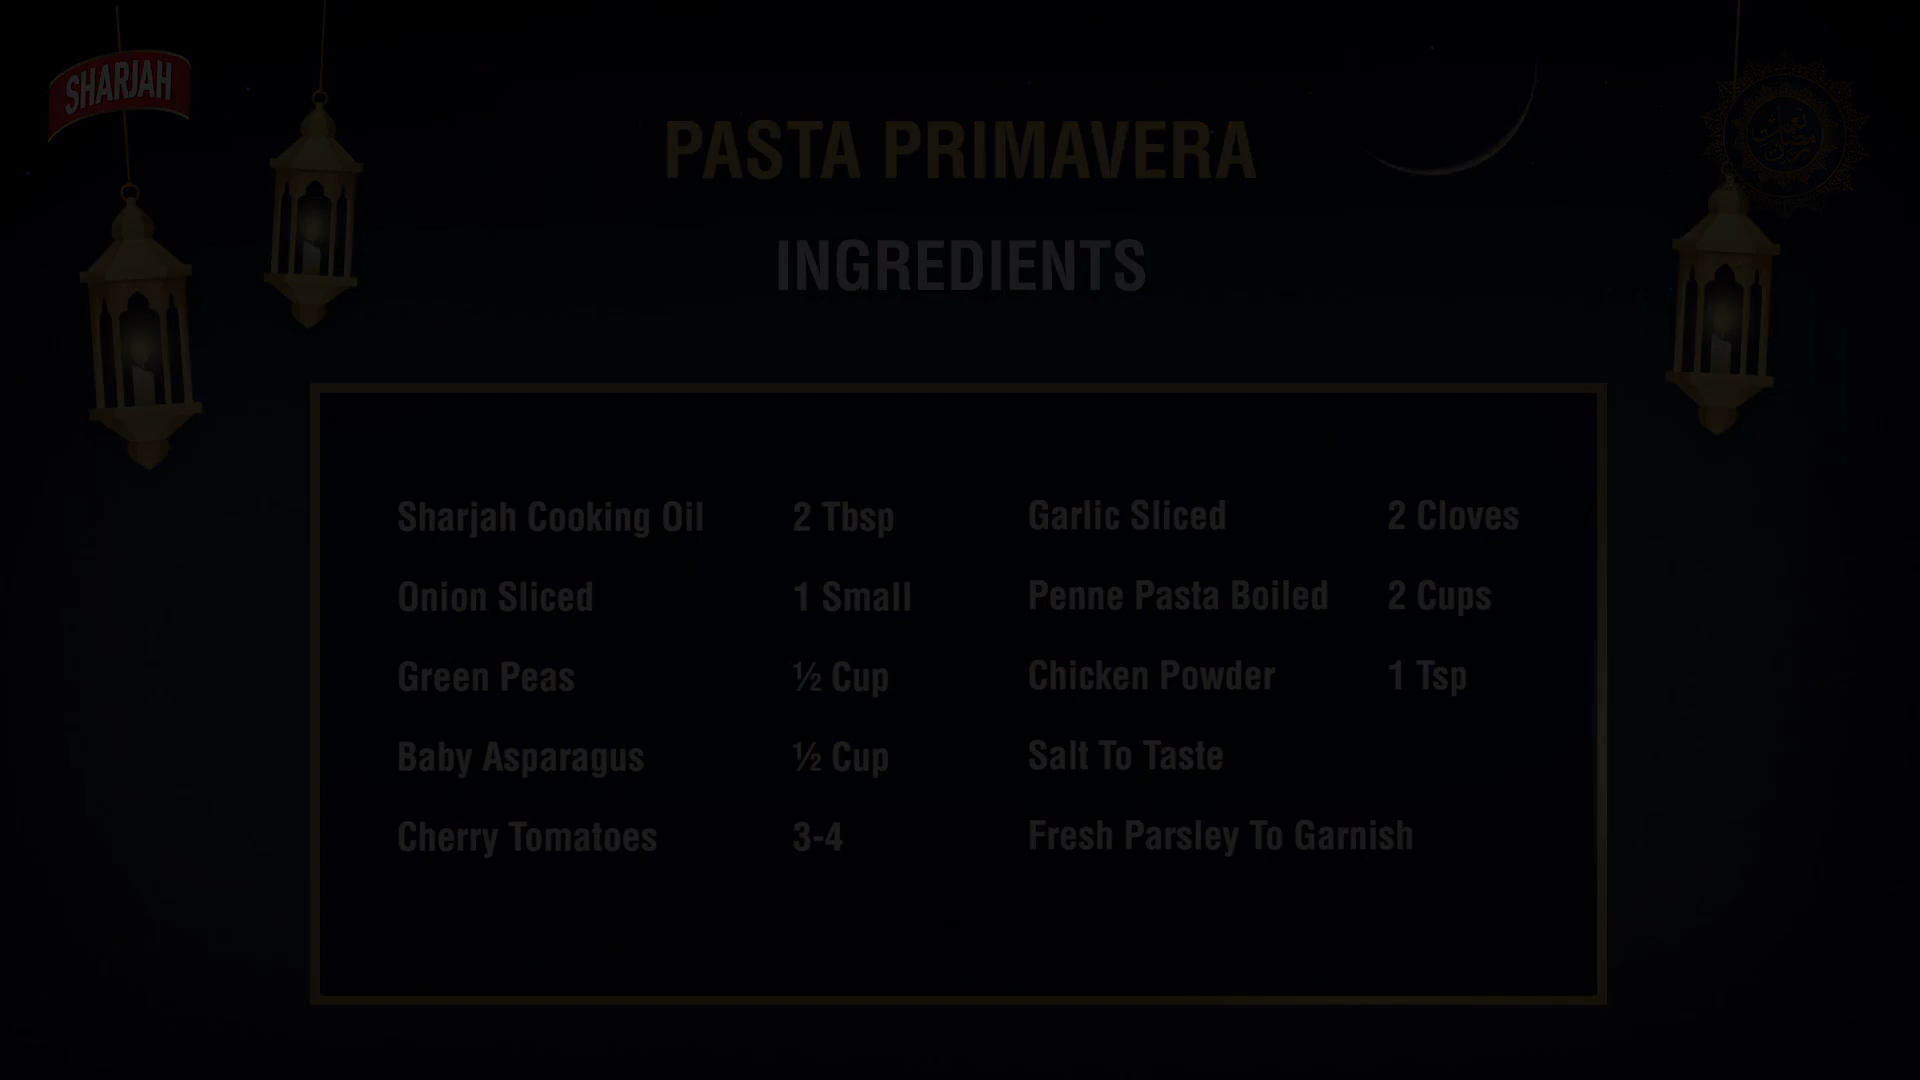 SHARJAH
PASTA PRIMAVERA
INGREDIENTS
Sharjah Cooking Oil 2 Tbsp
Onion Sliced 1 Small
Green Peas ½ Cup
Baby Asparagus ½ Cup
Cherry Tomatoes 3-4
Garlic Sliced 2 Cloves
Penne Pasta Boiled 2 Cups
Chicken Powder 1 Tsp
Salt To Taste
Fresh Parsley To Garnish